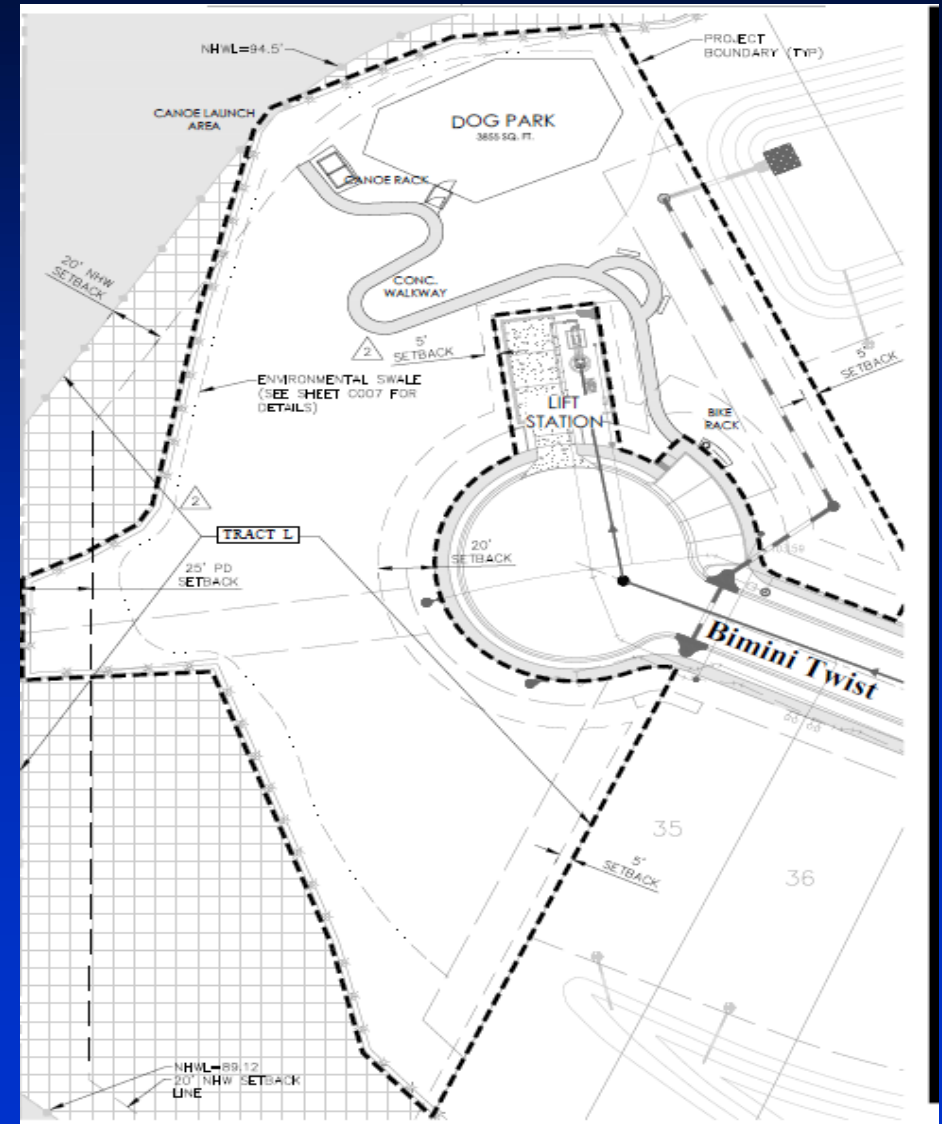 NHWL=94.5'
PROJECT
BOUNDARY (TYP)
CANOE LAUNCH
AREA
DOG PARK
3855 SQ. FT.
CANOE RACK
20' NHW
SETBACK
CONC.
WALKWAY
2
5'
SETBACK
5'
SETBACK
ENVIRONMENTAL SWALE
(SEE SHEET C007 FOR
DETAILS)
LIFT
STATION
BIKE
RACK
2
TRACT L
20'
SETBACK
25' PD
SETBACK
Bimini Twist
35
5'
SETBACK
36
NHWL=89.12
20' NHW SETBACK
LINE